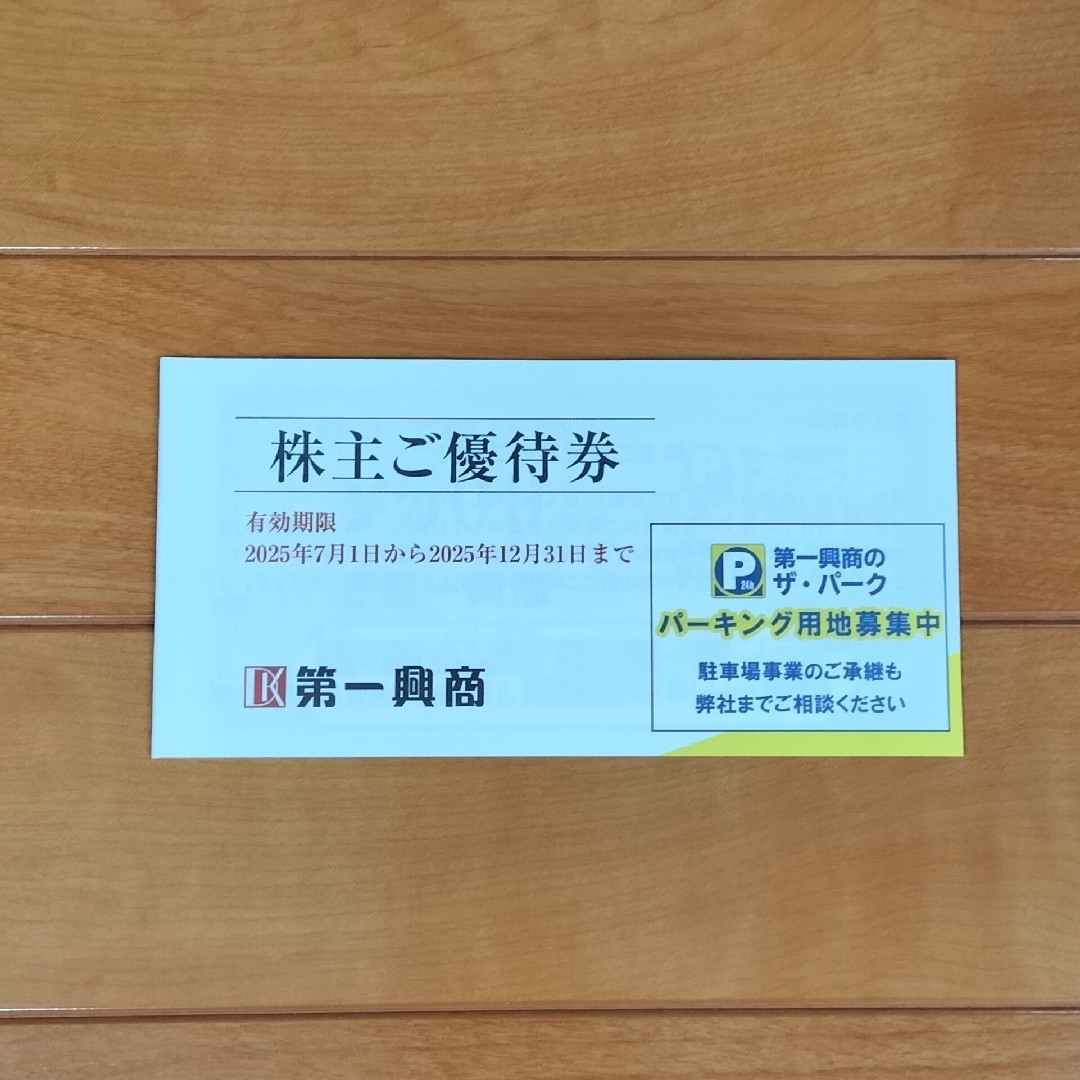 株主ご優待券
有効期限
2025年7月1日から2025年12月31日まで
DK 第一興商
P 24h
第一興商の
ザ・パーク
パーキング用地募集中
駐車場事業のご承継も
弊社までご相談ください